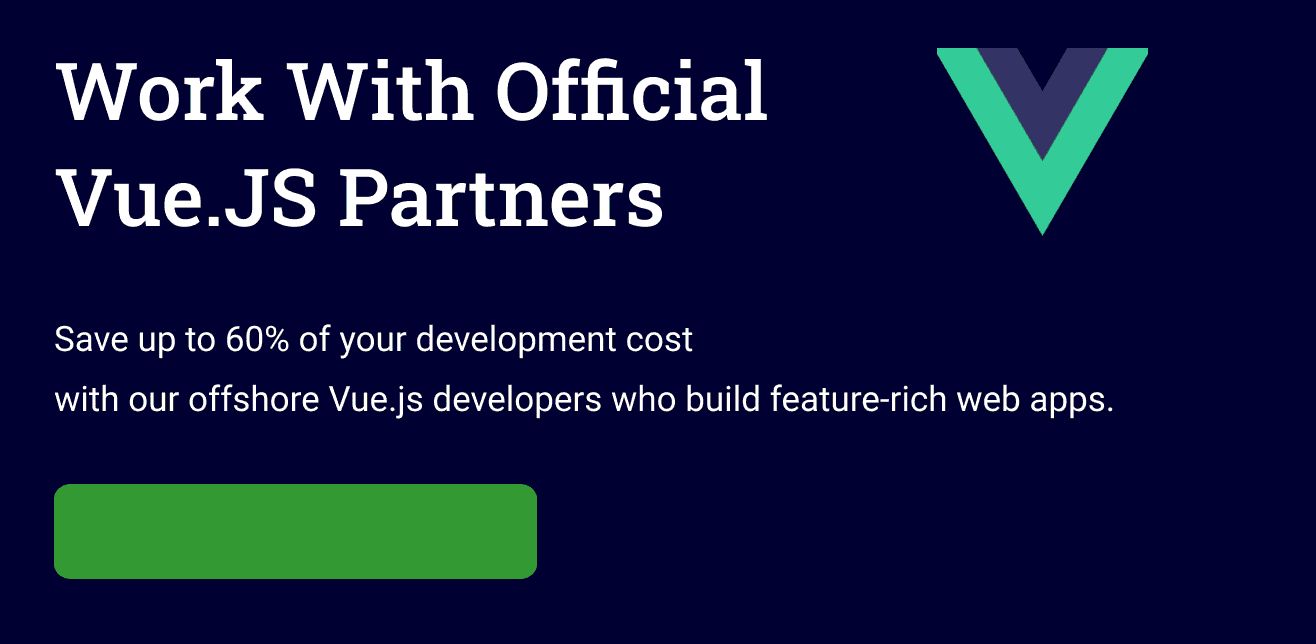 Work With Official
Vue.JS Partners
Save up to 60% of your development cost
with our offshore Vue.js developers who build feature-rich web apps.